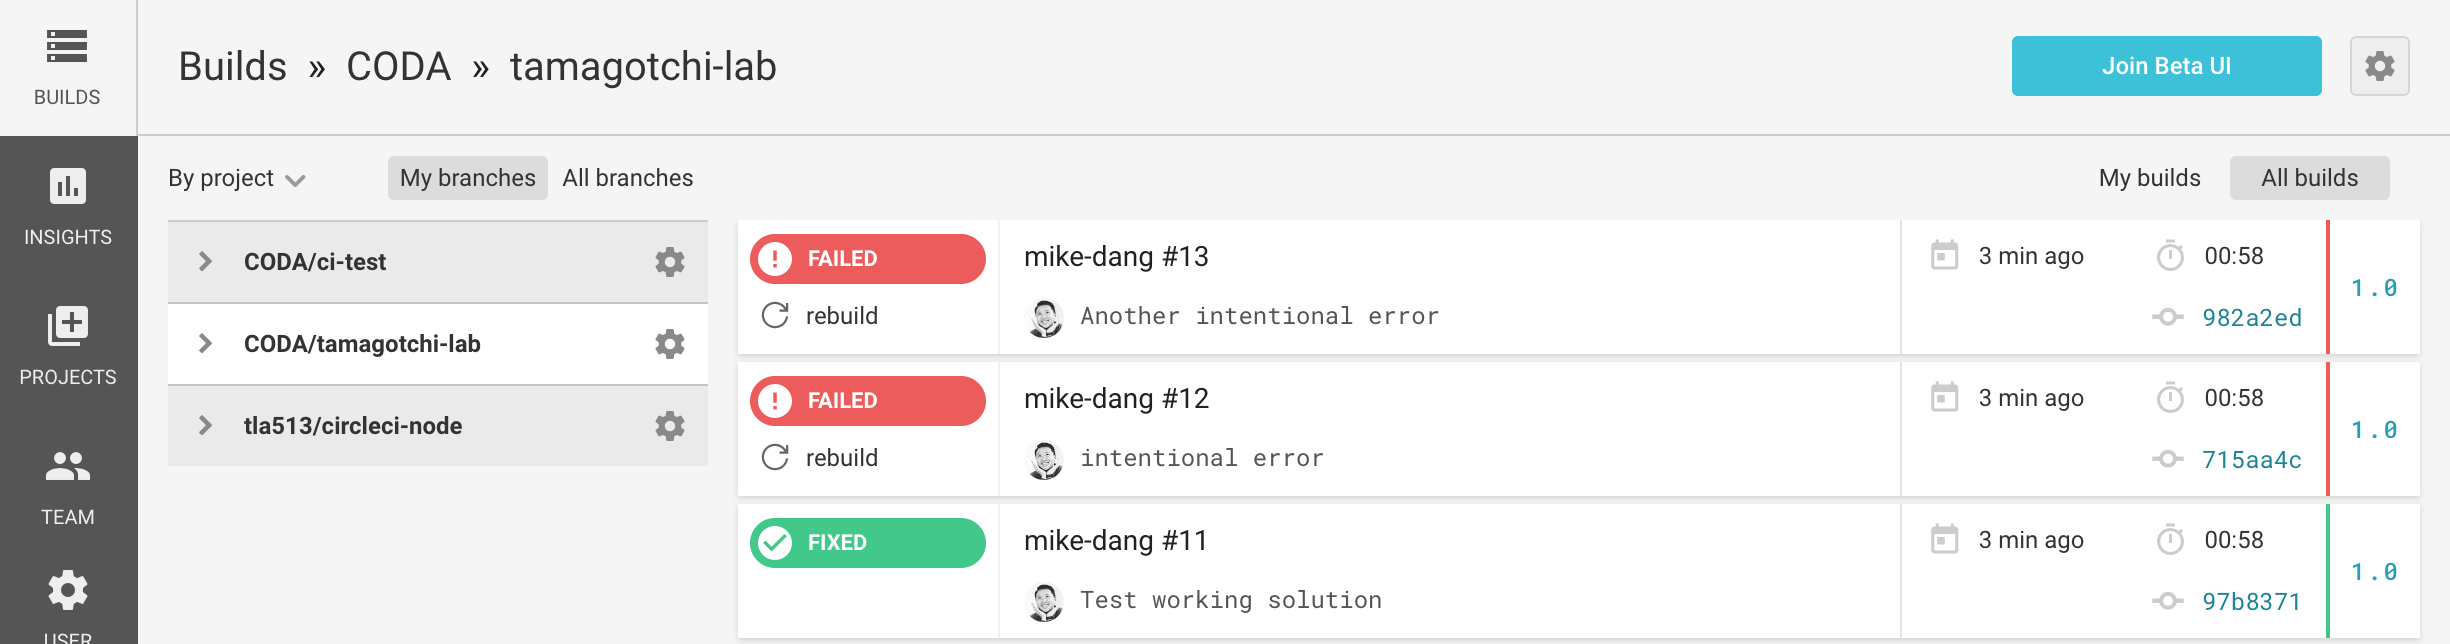 BUILDS
Builds » CODA » tamagotchi-lab
Join Beta UI
INSIGHTS
PROJECTS
TEAM
USER
By project
My branches
All branches
My builds
All builds
CODA/ci-test
CODA/tamagotchi-lab
tla513/circleci-node
FAILED
rebuild
mike-dang #13
Another intentional error
3 min ago
00:58
982a2ed
1.0
FAILED
rebuild
mike-dang #12
intentional error
3 min ago
00:58
715aa4c
1.0
FIXED
mike-dang #11
Test working solution
3 min ago
00:58
97b8371
1.0